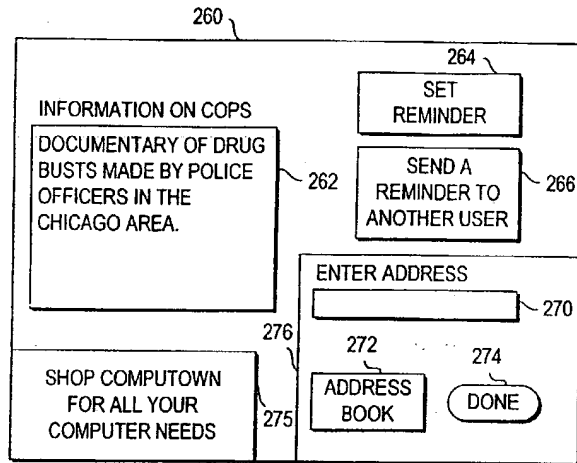 260
264
SET
REMINDER
INFORMATION ON COPS
DOCUMENTARY OF DRUG
BUSTS MADE BY POLICE
OFFICERS IN THE
CHICAGO AREA.
262
SEND A
REMINDER TO
ANOTHER USER
266
ENTER ADDRESS
270
276
272
274
ADDRESS
BOOK
DONE
SHOP COMPUTOWN
FOR ALL YOUR
COMPUTER NEEDS
275